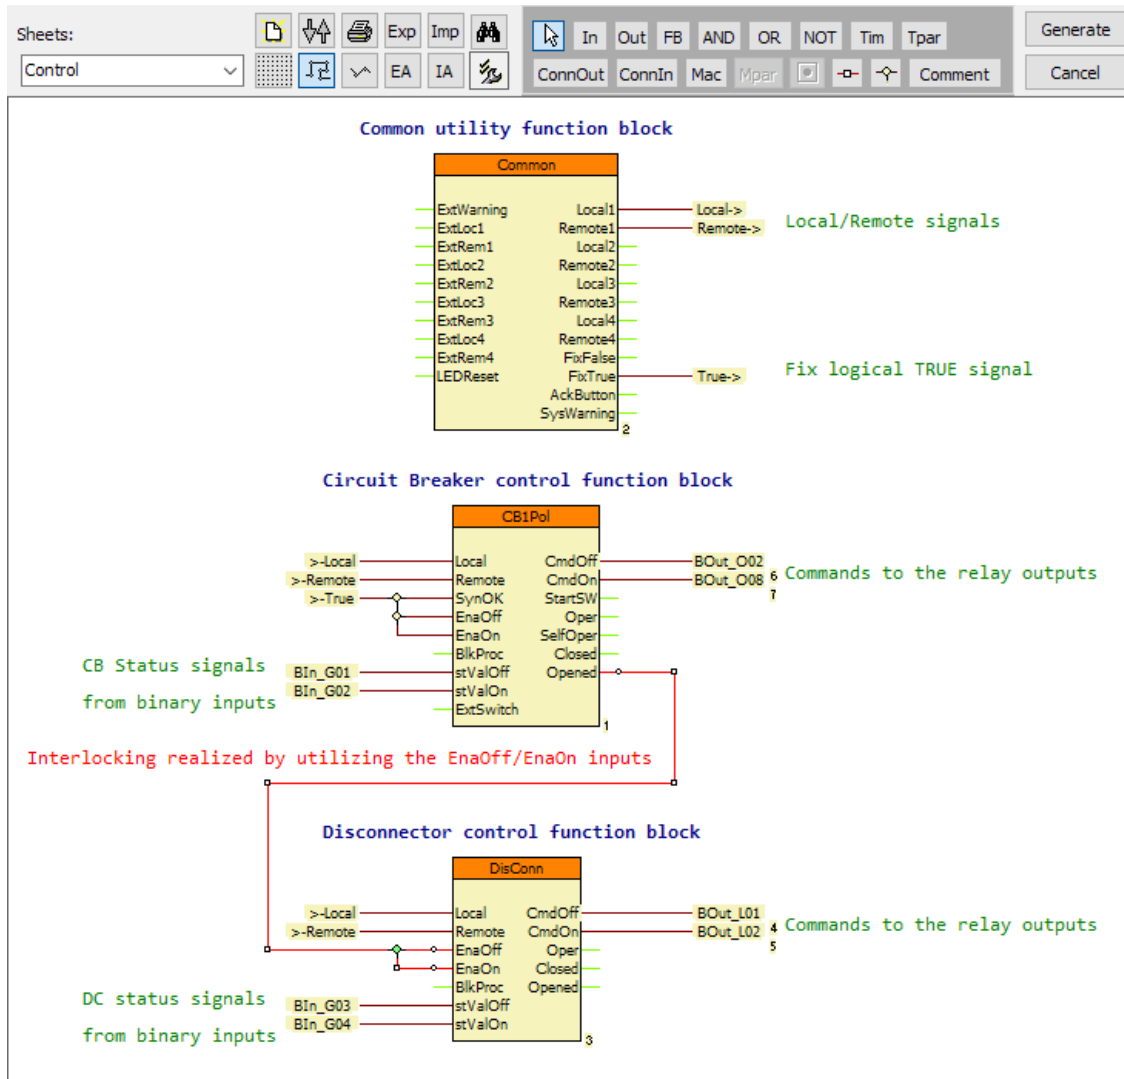 Sheets:
Exp Imp In Out FB AND OR NOT Tim Tpar Generate
Control EA IA ConnOut ConnIn Mac Mpar Comment Cancel
Common utility function block
Common
ExtWarning Local1 Local->
ExtLoc1 Remote1 Remote-> Local/Remote signals
ExtRem1 Local2
ExtLoc2 Remote2
ExtRem2 Local3
ExtLoc3 Remote3
ExtRem3 Local4
ExtLoc4 Remote4
ExtRem4 FixFalse
LEDReset FixTrue True-> Fix logical TRUE signal
AckButton
SysWarning
2
Circuit Breaker control function block
CB1Pol
>-Local Local CmdOff BOut_O02
>-Remote Remote CmdOn BOut_O08 6 Commands to the relay outputs
>-True SynOK StartSW 7
EnaOff Oper
EnaOn SelfOper
BlkProc Closed
CB Status signals BIn_G01 stValOff Opened
from binary inputs BIn_G02 stValOn
ExtSwitch
1
Interlocking realized by utilizing the EnaOff/EnaOn inputs
Disconnector control function block
DisConn
>-Local Local CmdOff BOut_L01
>-Remote Remote CmdOn BOut_L02 4 Commands to the relay outputs
EnaOff Oper 5
EnaOn Closed
BlkProc Opened
DC status signals BIn_G03 stValOff
from binary inputs BIn_G04 stValOn
3